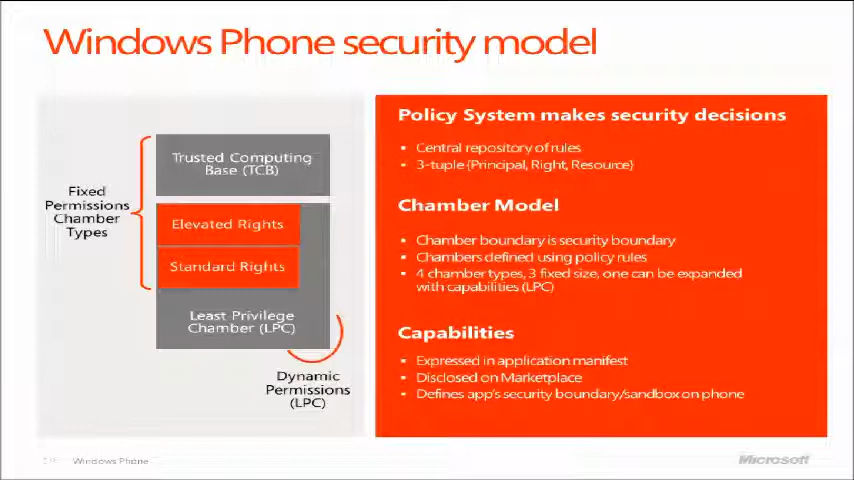 Windows Phone security model
Trusted Computing
Base (TCB)
Fixed
Permissions
Chamber
Types
Elevated Rights
Standard Rights
Least Privilege
Chamber (LPC)
Dynamic
Permissions
(LPC)
Policy System makes security decisions
▪ Central repository of rules
▪ 3-tuple {Principal, Right, Resource}
Chamber Model
▪ Chamber boundary is security boundary
▪ Chambers defined using policy rules
▪ 4 chamber types, 3 fixed size, one can be expanded
with capabilities (LPC)
Capabilities
▪ Expressed in application manifest
▪ Disclosed on Marketplace
▪ Defines app's security boundary/sandbox on phone
Windows Phone
Microsoft